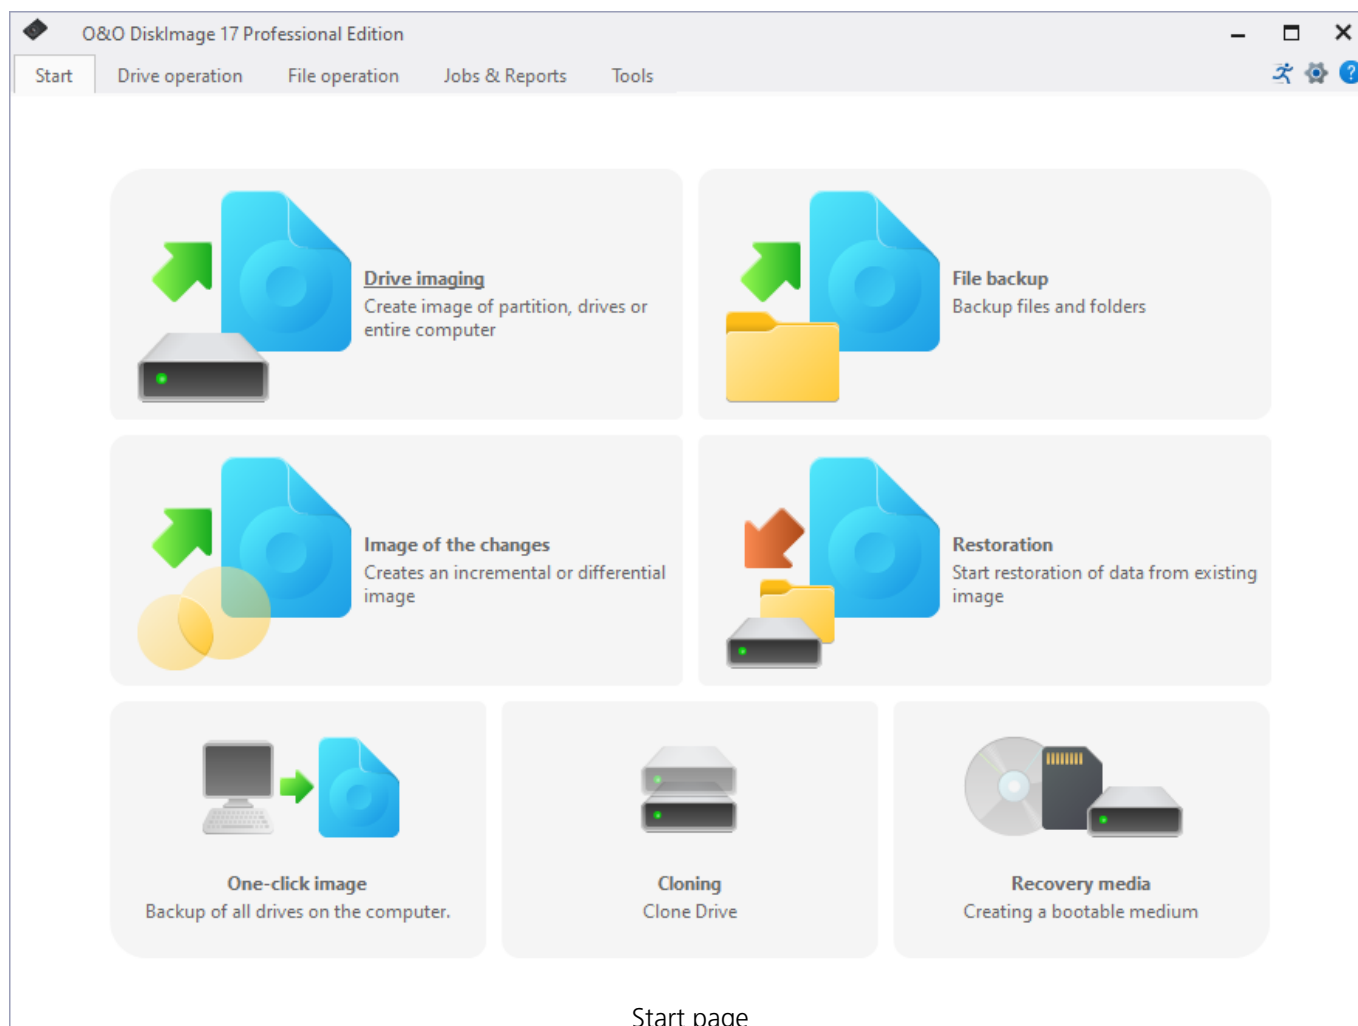 O&O DiskImage 17 Professional Edition
Start Drive operation File operation Jobs & Reports Tools
?
Drive imaging
Create image of partition, drives or
entire computer
File backup
Backup files and folders
Image of the changes
Creates an incremental or differential
image
Restoration
Start restoration of data from existing
image
One-click image
Backup of all drives on the computer.
Cloning
Clone Drive
Recovery media
Creating a bootable medium
Start page